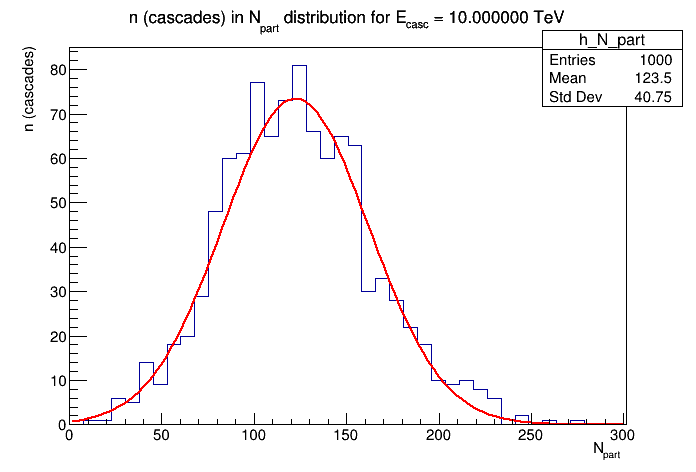 n (cascades) in N_part distribution for E_casc = 10.000000 TeV
h_N_part
Entries 1000
Mean 123.5
Std Dev 40.75
n (cascades)
80
70
60
50
40
30
20
10
0
0 50 100 150 200 250 300
N_part